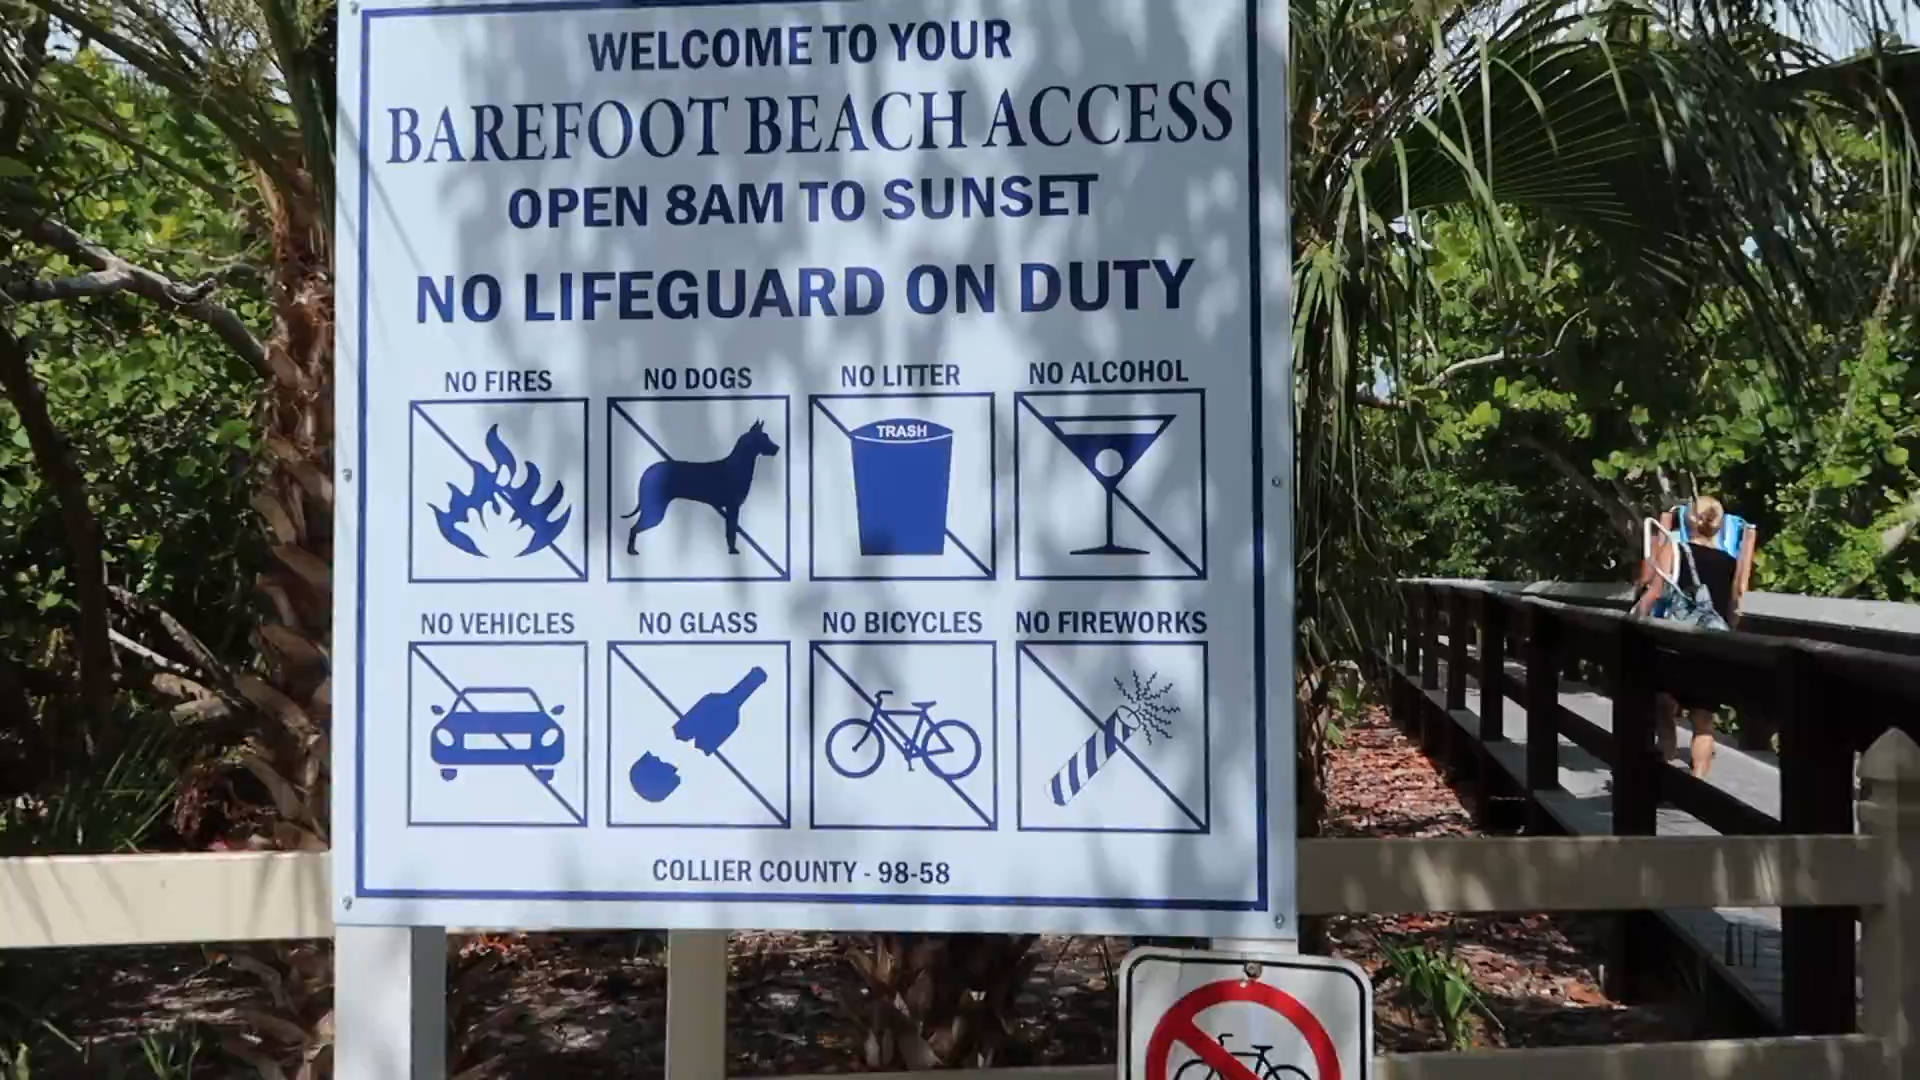 WELCOME TO YOUR
BAREFOOT BEACH ACCESS
OPEN 8AM TO SUNSET
NO LIFEGUARD ON DUTY
NO FIRES NO DOGS NO LITTER NO ALCOHOL
TRASH
NO VEHICLES NO GLASS NO BICYCLES NO FIREWORKS
COLLIER COUNTY - 98-58